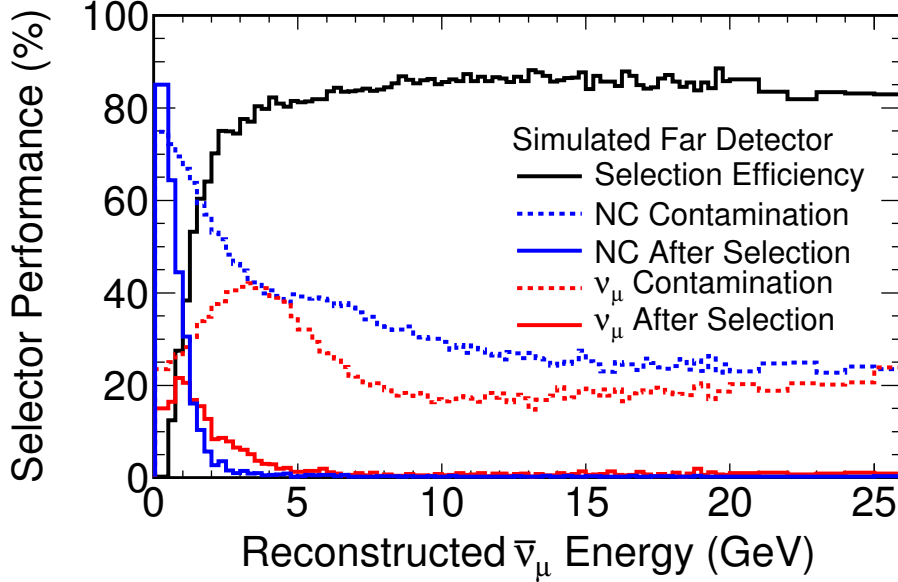 Selector Performance (%)
100
80
60
40
20
0
Simulated Far Detector
Selection Efficiency
NC Contamination
NC After Selection
νμ Contamination
νμ After Selection
0 5 10 15 20 25
Reconstructed ν̅μ Energy (GeV)